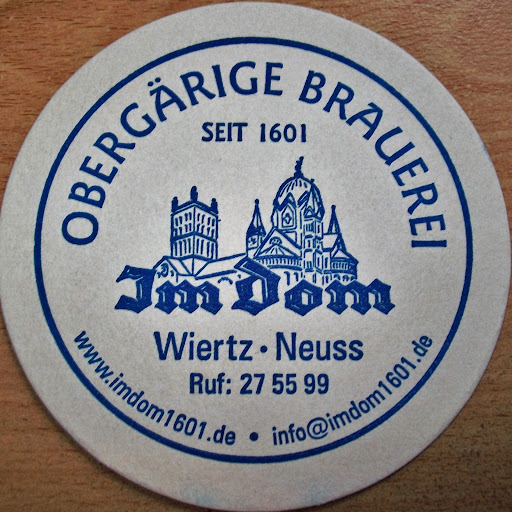 OBERGÄRIGE BRAUEREI
SEIT 1601
Im Dom
Wiertz · Neuss
Ruf: 27 55 99
www.imdom1601.de • info@imdom1601.de